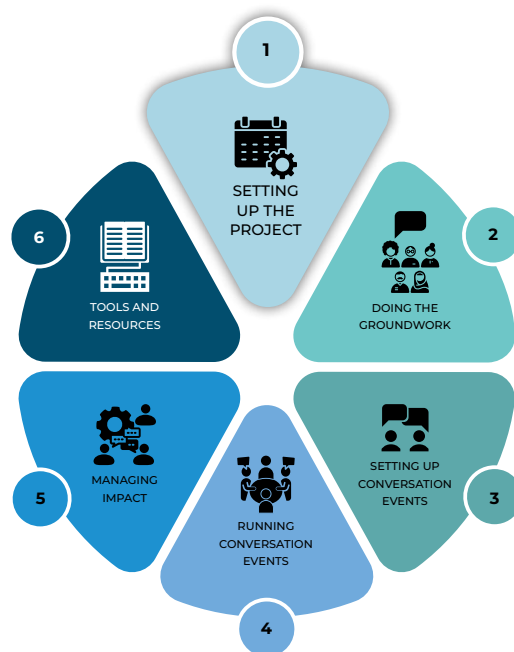 1
SETTING
UP THE
PROJECT
2
DOING THE
GROUNDWORK
3
SETTING UP
CONVERSATION
EVENTS
4
RUNNING
CONVERSATION
EVENTS
5
MANAGING
IMPACT
6
TOOLS AND
RESOURCES